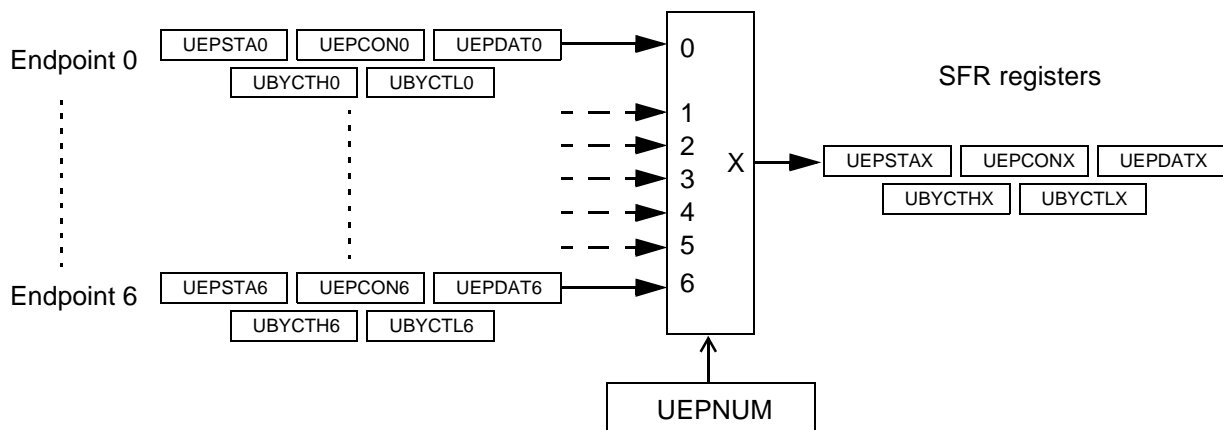 Endpoint 0
UEPSTA0 UEPCON0 UEPDAT0
UBYCTH0 UBYCTL0
0
1
2
3
4
5
6
X
SFR registers
UEPSTAX UEPCONX UEPDATX
UBYCTHX UBYCTLX
Endpoint 6
UEPSTA6 UEPCON6 UEPDAT6
UBYCTH6 UBYCTL6
UEPNUM